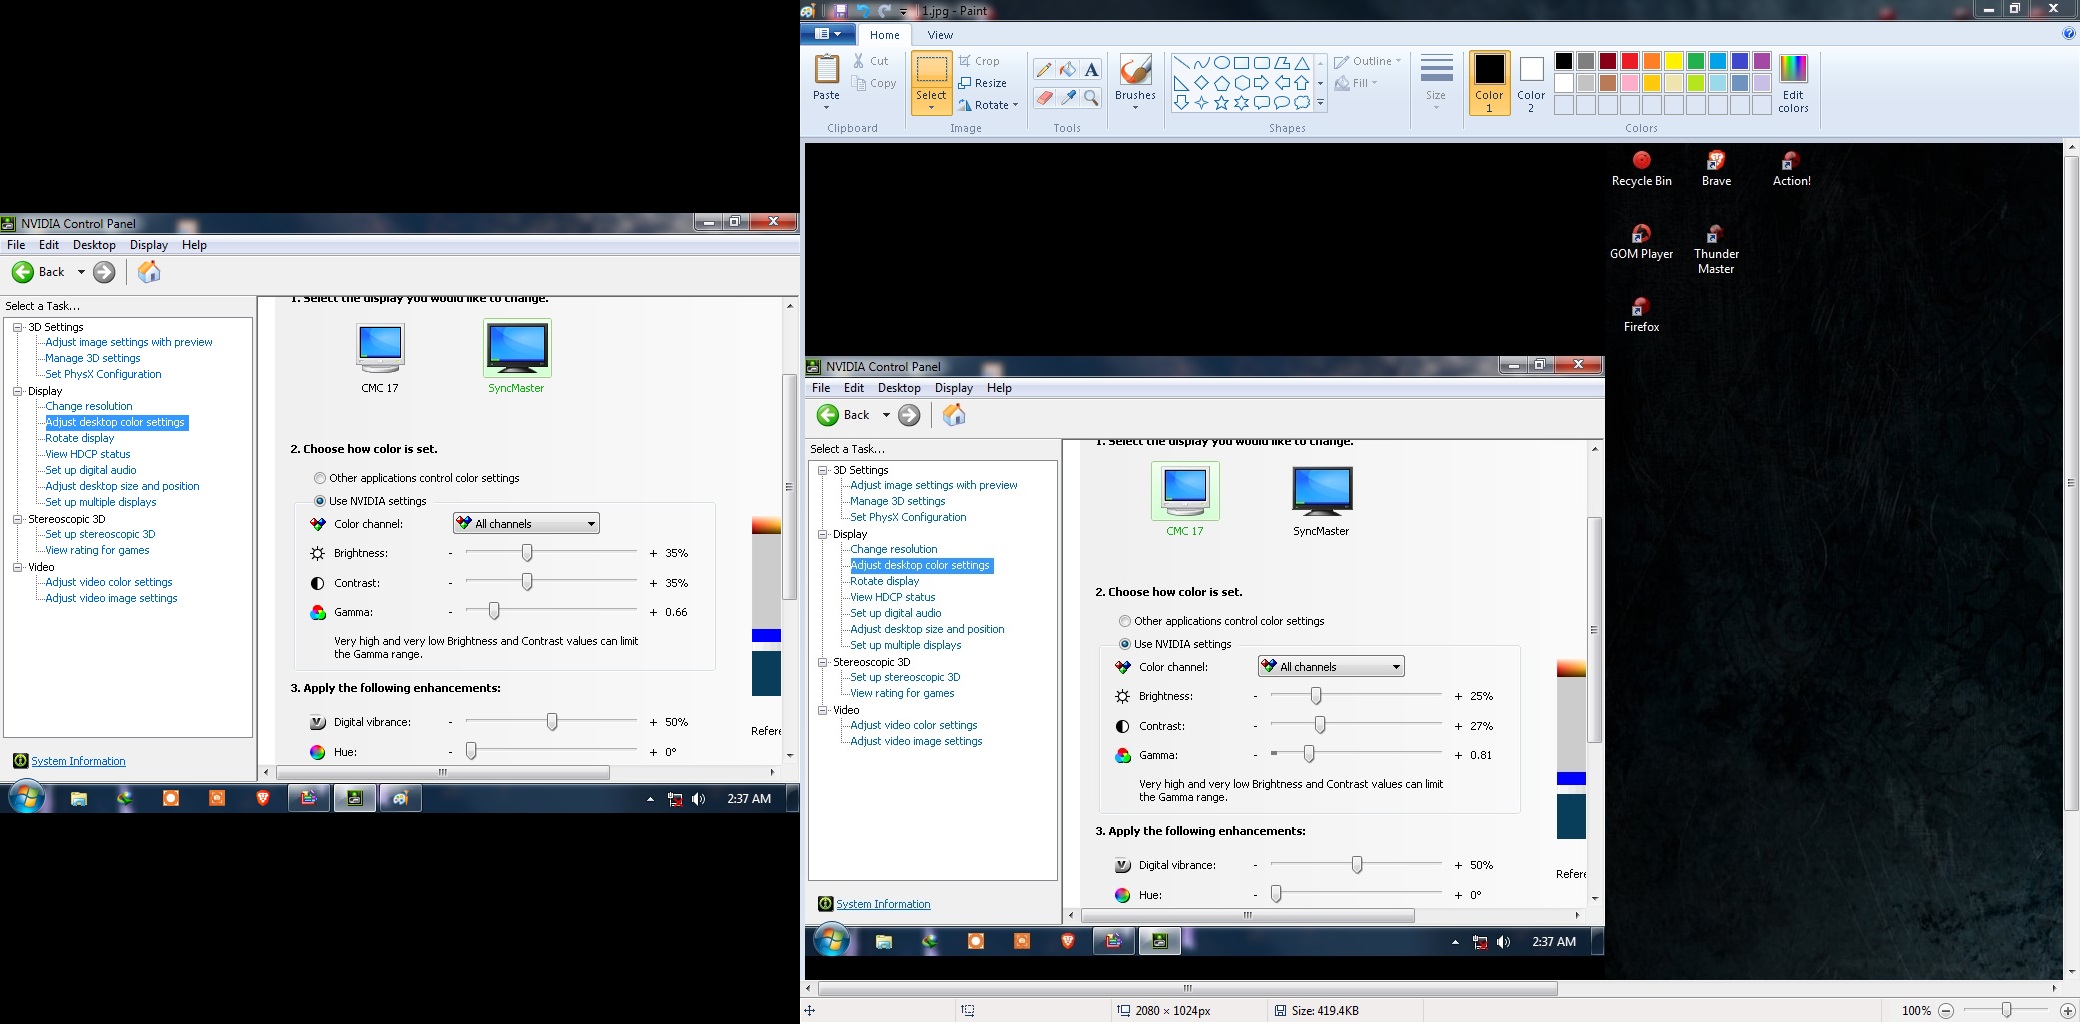 NVIDIA Control Panel
File Edit Desktop Display Help
Back
Select a Task...
3D Settings
Adjust image settings with preview
Manage 3D settings
Set PhysX Configuration
Display
Change resolution
Adjust desktop color settings
Rotate display
View HDCP status
Set up digital audio
Adjust desktop size and position
Set up multiple displays
Stereoscopic 3D
Set up stereoscopic 3D
View rating for games
Video
Adjust video color settings
Adjust video image settings
System Information
1. Select the display you would like to change.
CMC 17 SyncMaster
2. Choose how color is set.
Other applications control color settings
Use NVIDIA settings
Color channel: All channels
Brightness: - + 35%
Contrast: - + 35%
Gamma: - + 0.66
Very high and very low Brightness and Contrast values can limit
the Gamma range.
3. Apply the following enhancements:
Digital vibrance: - + 50%
Hue: - + 0°
Refere
2:37 AM
1.jpg - Paint
Home View
Paste
Cut
Copy
Clipboard
Select
Crop
Resize
Rotate
Image
A
Tools
Brushes
Outline
Fill
Shapes
Size
Color
1
Color
2
Edit
colors
Colors
Recycle Bin Brave Action!
GOM Player Thunder
Master
Firefox
NVIDIA Control Panel
File Edit Desktop Display Help
Back
Select a Task...
3D Settings
Adjust image settings with preview
Manage 3D settings
Set PhysX Configuration
Display
Change resolution
Adjust desktop color settings
Rotate display
View HDCP status
Set up digital audio
Adjust desktop size and position
Set up multiple displays
Stereoscopic 3D
Set up stereoscopic 3D
View rating for games
Video
Adjust video color settings
Adjust video image settings
System Information
1. Select the display you would like to change.
CMC 17 SyncMaster
2. Choose how color is set.
Other applications control color settings
Use NVIDIA settings
Color channel: All channels
Brightness: - + 25%
Contrast: - + 27%
Gamma: - + 0.81
Very high and very low Brightness and Contrast values can limit
the Gamma range.
3. Apply the following enhancements:
Digital vibrance: - + 50%
Hue: - + 0°
Refere
2:37 AM
2080 × 1024px
Size: 419.4KB
100%